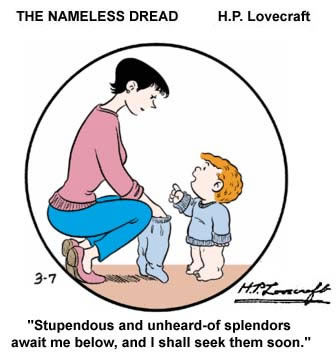 THE NAMELESS DREAD H.P. Lovecraft
3-7
H.P. Lovecraft
"Stupendous and unheard-of splendors
await me below, and I shall seek them soon."